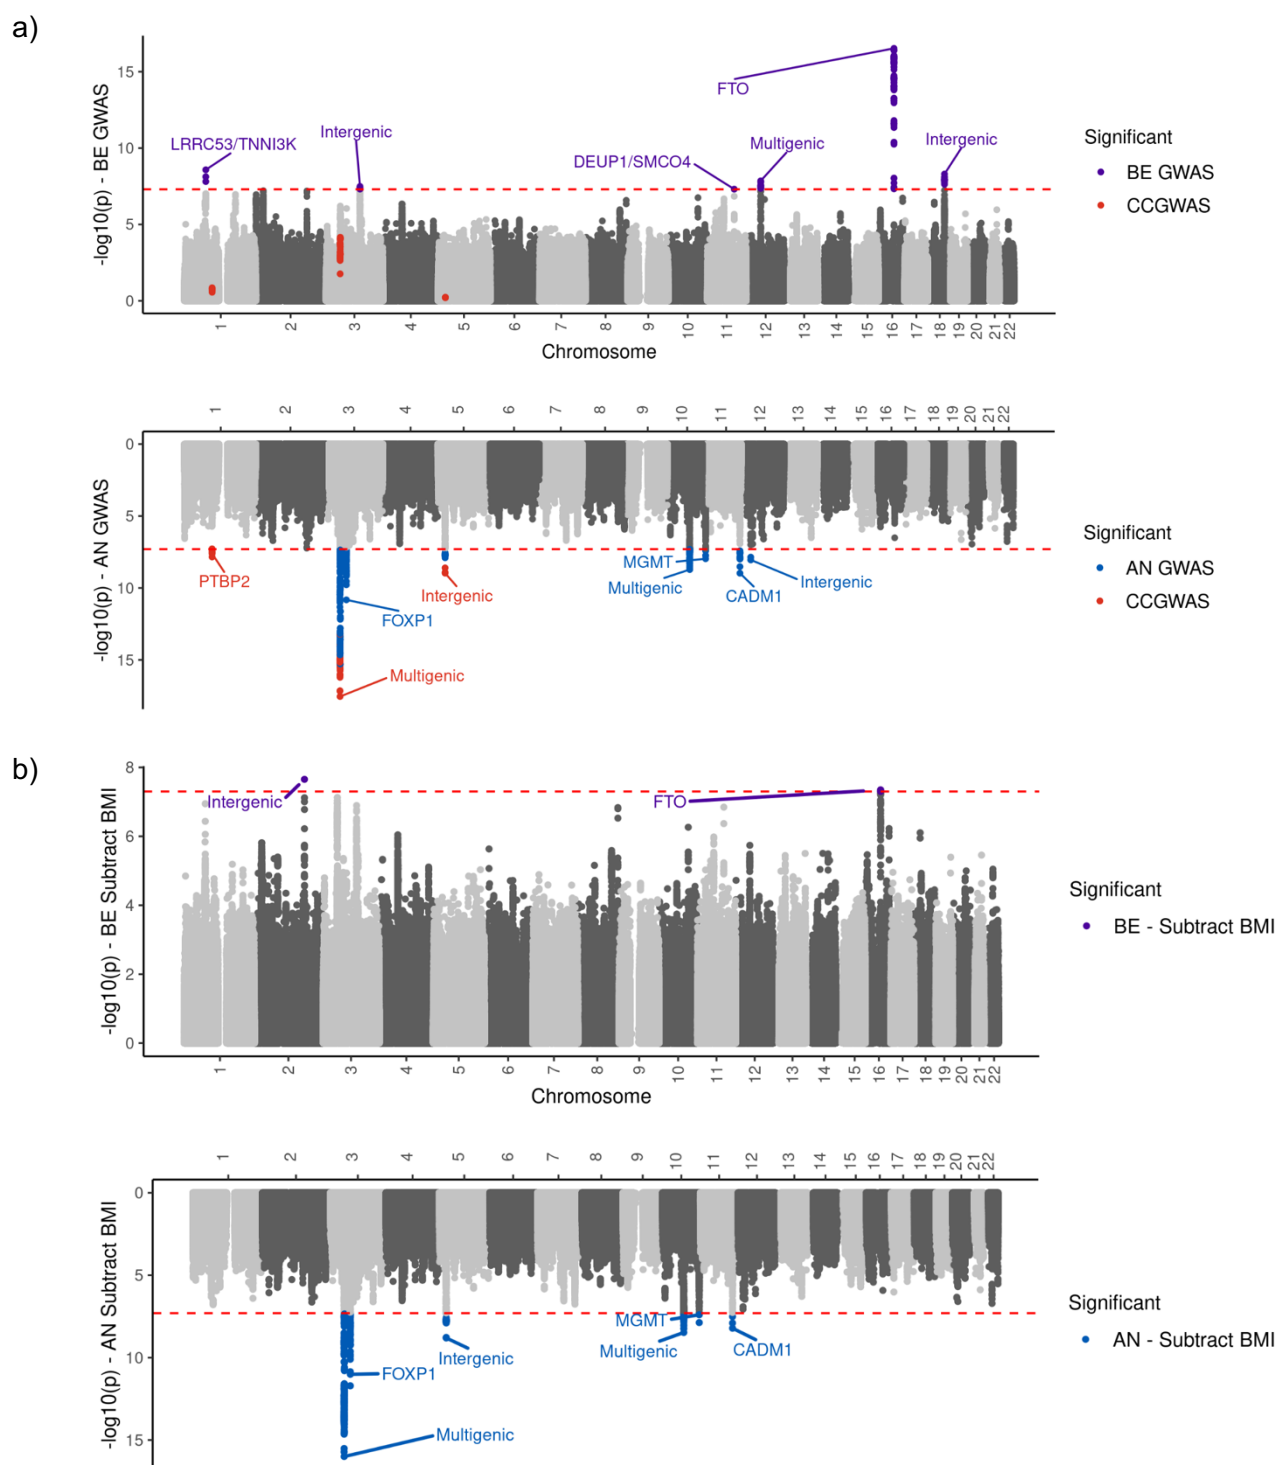 a)
-log10(p) - BE GWAS
15
10
5
0
FTO
LRRC53/TNNI3K
Intergenic
DEUP1/SMCO4
Multigenic
Intergenic
Significant
BE GWAS
CCGWAS
1 2 3 4 5 6 7 8 9 10 11 12 13 14 15 16 17 18 19 20 21 22
Chromosome
1 2 3 4 5 6 7 8 9 10 11 12 13 14 15 16 17 18 19 20 21 22
-log10(p) - AN GWAS
0
5
10
15
PTBP2
FOXP1
Multigenic
Intergenic
MGMT
Multigenic
CADM1
Intergenic
Significant
AN GWAS
CCGWAS
b)
-log10(p) - BE Subtract BMI
8
6
4
2
0
Intergenic
FTO
Significant
BE - Subtract BMI
1 2 3 4 5 6 7 8 9 10 11 12 13 14 15 16 17 18 19 20 21 22
Chromosome
1 2 3 4 5 6 7 8 9 10 11 12 13 14 15 16 17 18 19 20 21 22
-log10(p) - AN Subtract BMI
0
5
10
15
MGMT
Multigenic
CADM1
Intergenic
FOXP1
Multigenic
Significant
AN - Subtract BMI